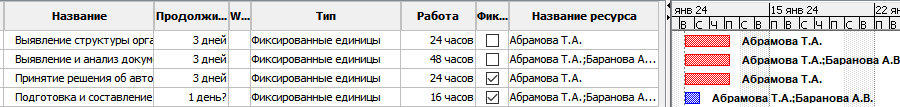 Название Продолжи... W... Тип Работа Фик... Название ресурса
Выявление структуры орга 3 дней Фиксированные единицы 24 часов Абрамова Т.А.
Выявление и анализ докум 3 дней Фиксированные единицы 48 часов Абрамова Т.А.;Баранова А...
Принятие решения об авто 3 дней Фиксированные единицы 24 часов Абрамова Т.А.
Подготовка и составление 1 день? Фиксированные единицы 16 часов Абрамова Т.А.;Баранова А...
янв 24 15 янв 24 22 янв
В С Ч П С В П В С Ч П С В П В
Абрамова Т.А.
Абрамова Т.А.;Баранова А.В.
Абрамова Т.А.
Абрамова Т.А.;Баранова А.В.